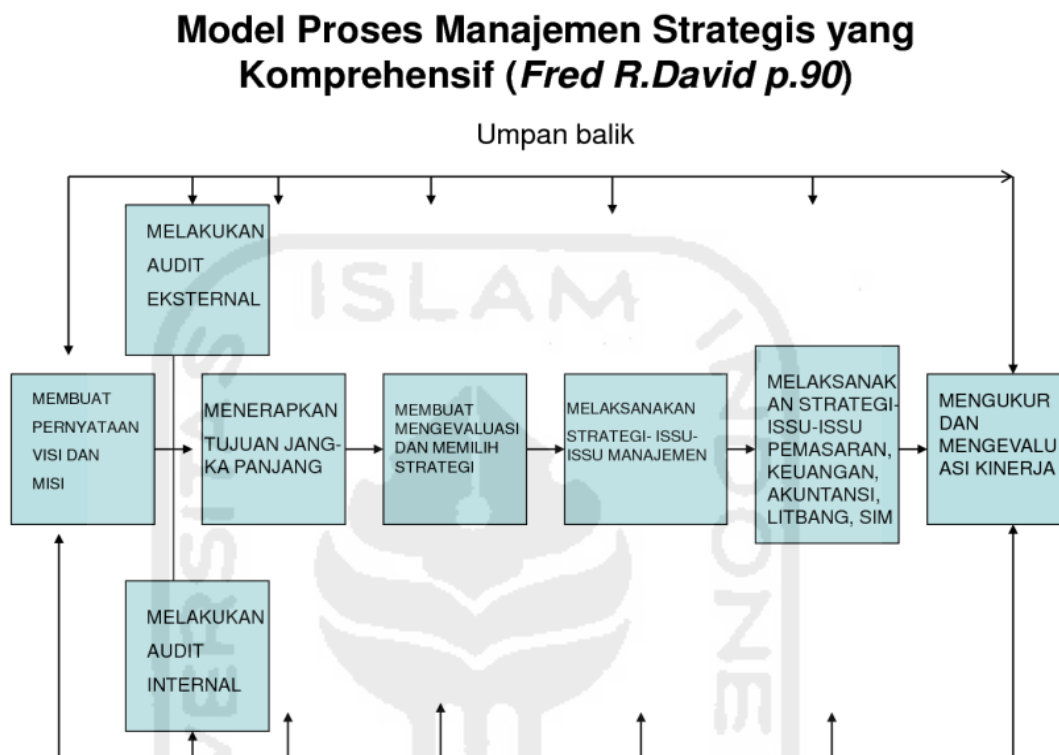 Model Proses Manajemen Strategis yang
Komprehensif (Fred R.David p.90)
Umpan balik
MELAKUKAN
AUDIT
EKSTERNAL
MEMBUAT
PERNYATAAN
VISI DAN
MISI
MENERAPKAN
TUJUAN JANG-
KA PANJANG
MEMBUAT
MENGEVALUASI
DAN MEMILIH
STRATEGI
MELAKSANAKAN
STRATEGI- ISSU-
ISSU MANAJEMEN
MELAKSANAK
AN STRATEGI-
ISSU-ISSU
PEMASARAN,
KEUANGAN,
AKUNTANSI,
LITBANG, SIM
MENGUKUR
DAN
MENGEVALU
ASI KINERJA
MELAKUKAN
AUDIT
INTERNAL
ISLAM